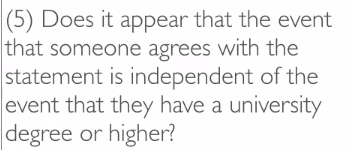 (5) Does it appear that the event
that someone agrees with the
statement is independent of the
event that they have a university
degree or higher?